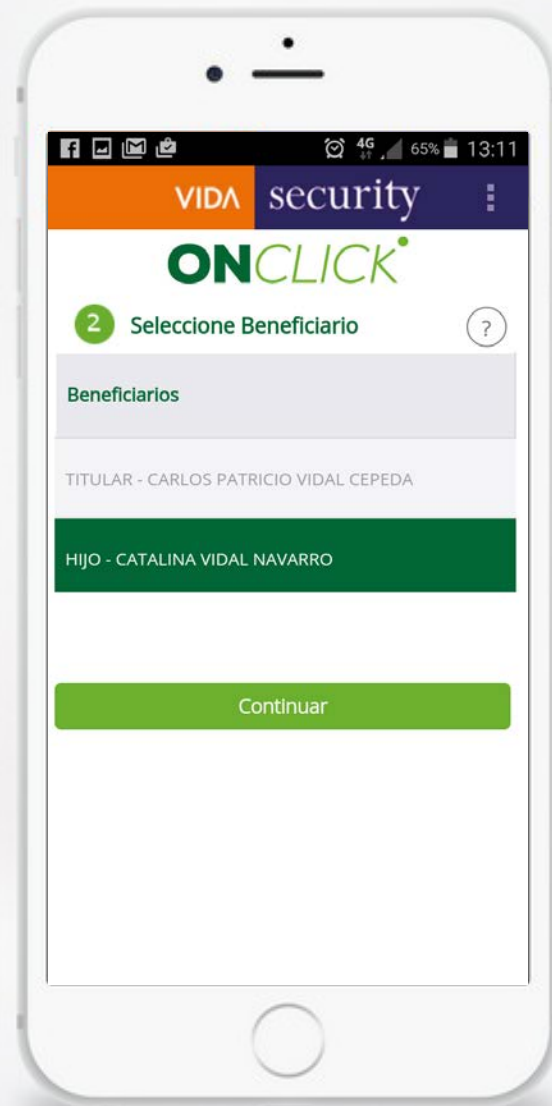 4G 65% 13:11
VIDA security
ONCLICK
2 Seleccione Beneficiario ?
Beneficiarios
TITULAR - CARLOS PATRICIO VIDAL CEPEDA
HIJO - CATALINA VIDAL NAVARRO
Continuar